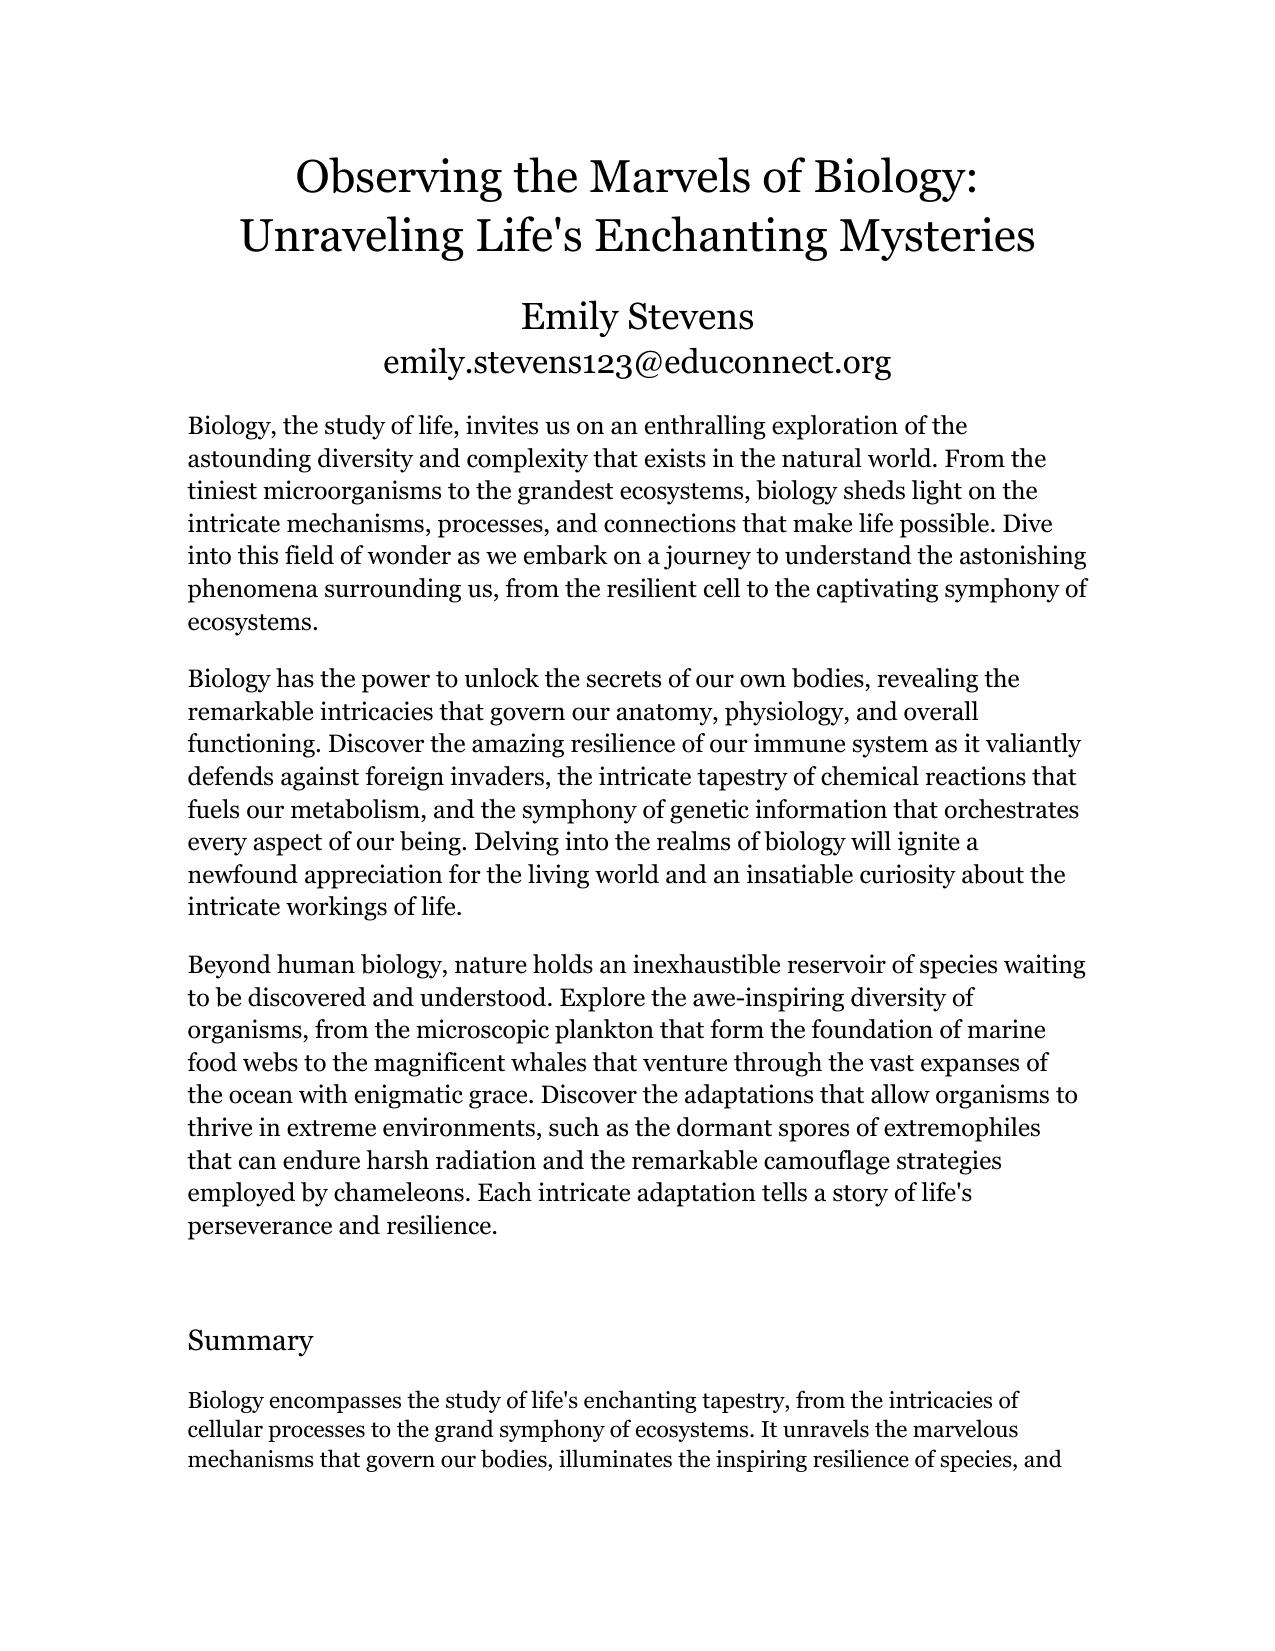 Observing the Marvels of Biology:
Unraveling Life's Enchanting Mysteries
Emily Stevens
emily.stevens123@educonnect.org
Biology, the study of life, invites us on an enthralling exploration of the
astounding diversity and complexity that exists in the natural world. From the
tiniest microorganisms to the grandest ecosystems, biology sheds light on the
intricate mechanisms, processes, and connections that make life possible. Dive
into this field of wonder as we embark on a journey to understand the astonishing
phenomena surrounding us, from the resilient cell to the captivating symphony of
ecosystems.
Biology has the power to unlock the secrets of our own bodies, revealing the
remarkable intricacies that govern our anatomy, physiology, and overall
functioning. Discover the amazing resilience of our immune system as it valiantly
defends against foreign invaders, the intricate tapestry of chemical reactions that
fuels our metabolism, and the symphony of genetic information that orchestrates
every aspect of our being. Delving into the realms of biology will ignite a
newfound appreciation for the living world and an insatiable curiosity about the
intricate workings of life.
Beyond human biology, nature holds an inexhaustible reservoir of species waiting
to be discovered and understood. Explore the awe-inspiring diversity of
organisms, from the microscopic plankton that form the foundation of marine
food webs to the magnificent whales that venture through the vast expanses of
the ocean with enigmatic grace. Discover the adaptations that allow organisms to
thrive in extreme environments, such as the dormant spores of extremophiles
that can endure harsh radiation and the remarkable camouflage strategies
employed by chameleons. Each intricate adaptation tells a story of life's
perseverance and resilience.
Summary
Biology encompasses the study of life's enchanting tapestry, from the intricacies of
cellular processes to the grand symphony of ecosystems. It unravels the marvelous
mechanisms that govern our bodies, illuminates the inspiring resilience of species, and